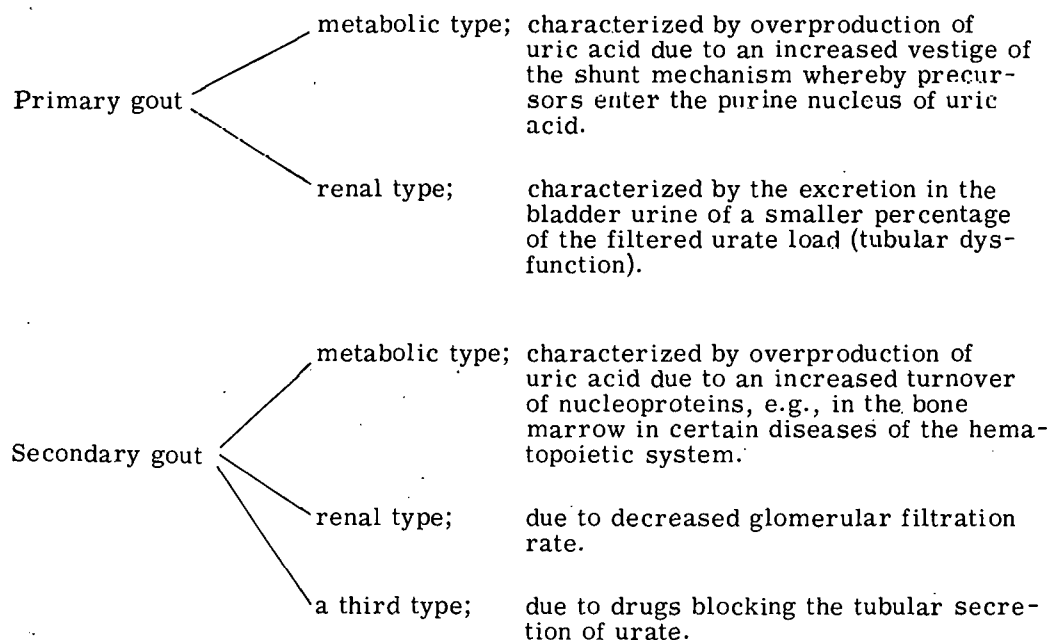 metabolic type; characterized by overproduction of
uric acid due to an increased vestige of
the shunt mechanism whereby precur-
sors enter the purine nucleus of uric
acid.
Primary gout
renal type; characterized by the excretion in the
bladder urine of a smaller percentage
of the filtered urate load (tubular dys-
function).
metabolic type; characterized by overproduction of
uric acid due to an increased turnover
of nucleoproteins, e.g., in the bone
marrow in certain diseases of the hema-
topoietic system.
Secondary gout
renal type; due to decreased glomerular filtration
rate.
a third type; due to drugs blocking the tubular secre-
tion of urate.